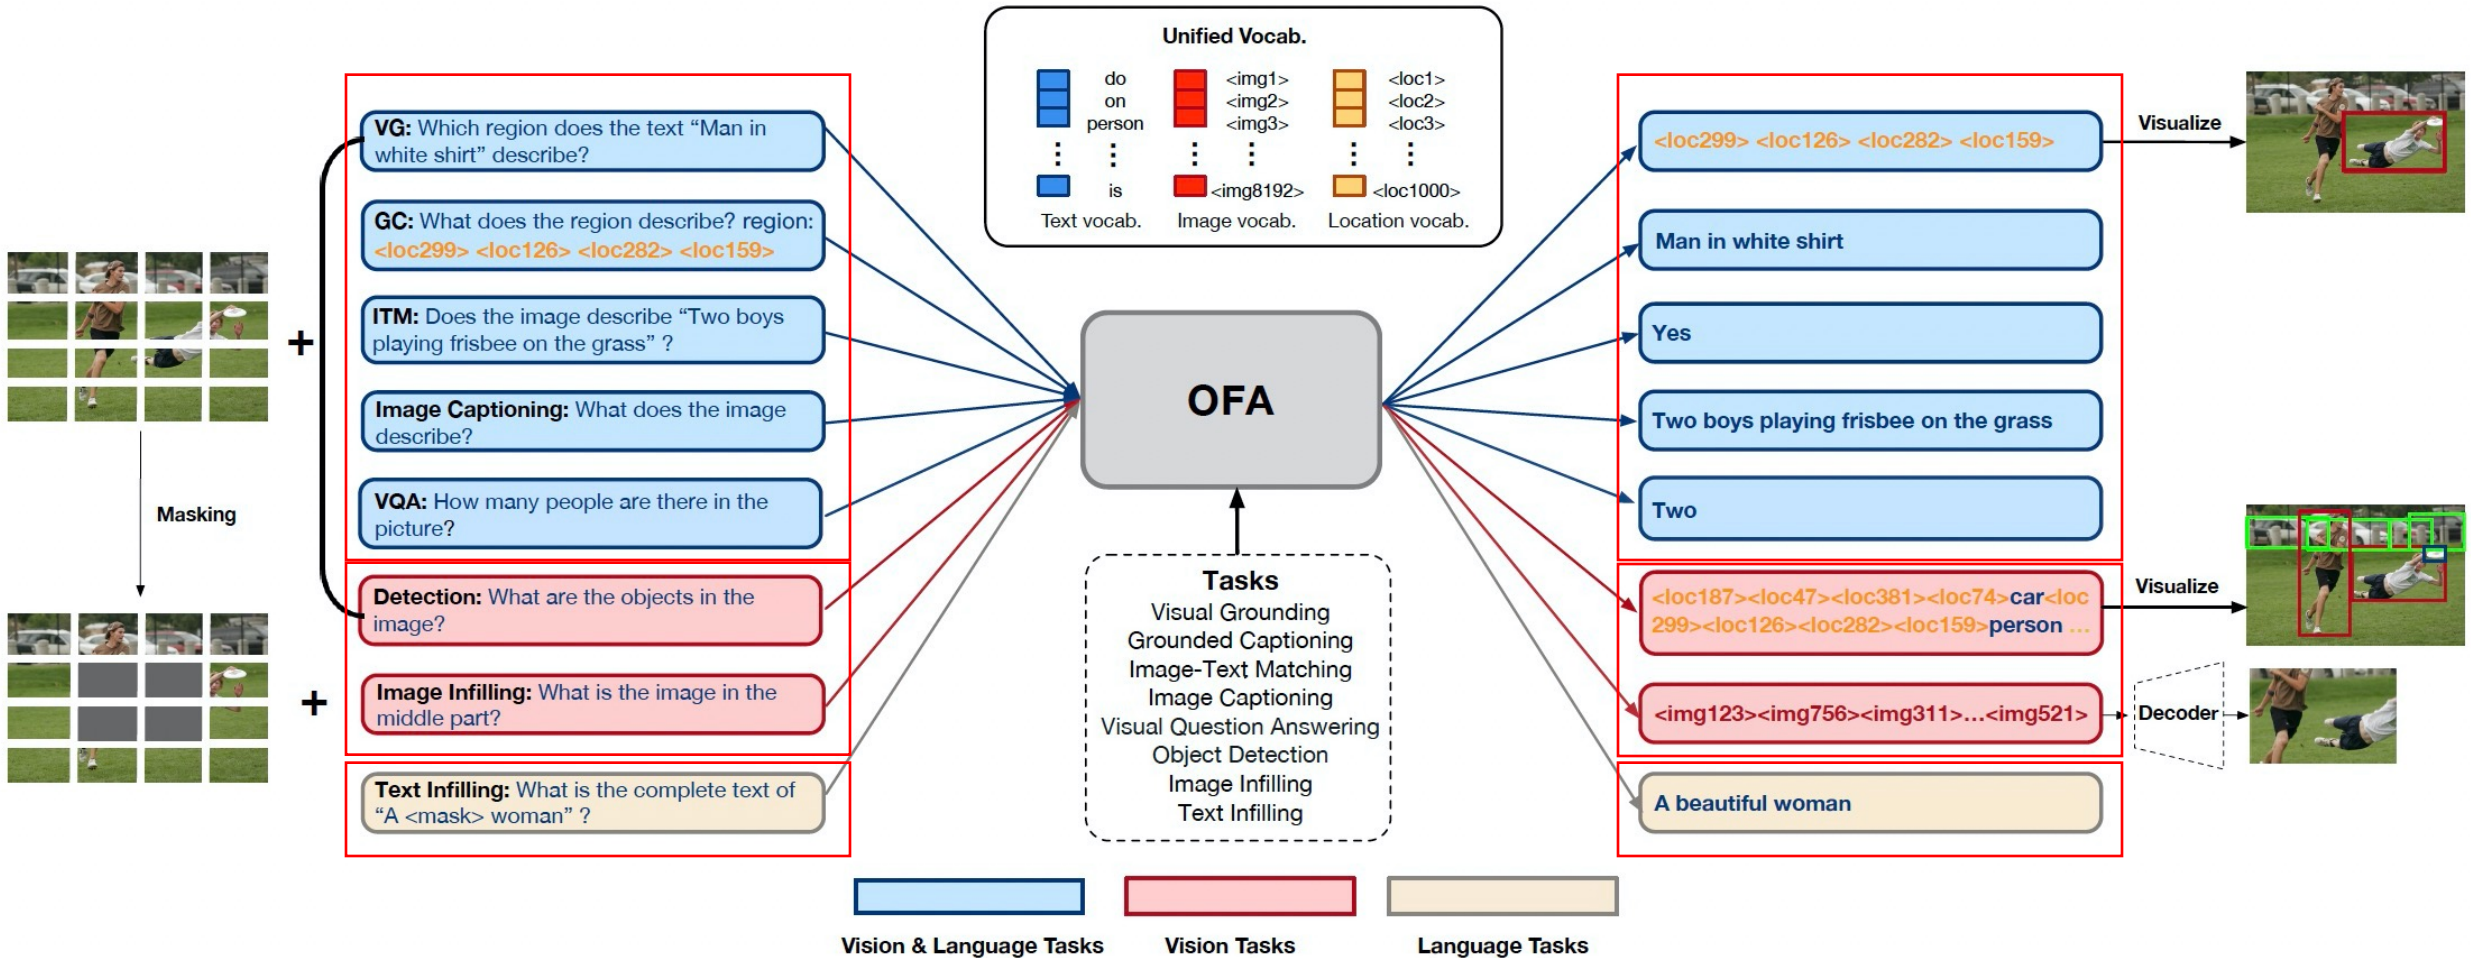 Unified Vocab.
do
on
person
is
Text vocab.
<img1>
<img2>
<img3>
<img8192>
Image vocab.
<loc1>
<loc2>
<loc3>
<loc1000>
Location vocab.
VG: Which region does the text “Man in
white shirt” describe?
GC: What does the region describe? region:
<loc299> <loc126> <loc282> <loc159>
ITM: Does the image describe “Two boys
playing frisbee on the grass” ?
Image Captioning: What does the image
describe?
VQA: How many people are there in the
picture?
Detection: What are the objects in the
image?
Image Infilling: What is the image in the
middle part?
Text Infilling: What is the complete text of
“A <mask> woman” ?
+
+
Masking
OFA
Tasks
Visual Grounding
Grounded Captioning
Image-Text Matching
Image Captioning
Visual Question Answering
Object Detection
Image Infilling
Text Infilling
<loc299> <loc126> <loc282> <loc159>
Visualize
Man in white shirt
Yes
Two boys playing frisbee on the grass
Two
<loc187><loc47><loc381><loc74>car<loc
299><loc126><loc282><loc159>person ...
Visualize
<img123><img756><img311>...<img521>
Decoder
A beautiful woman
Vision & Language Tasks
Vision Tasks
Language Tasks